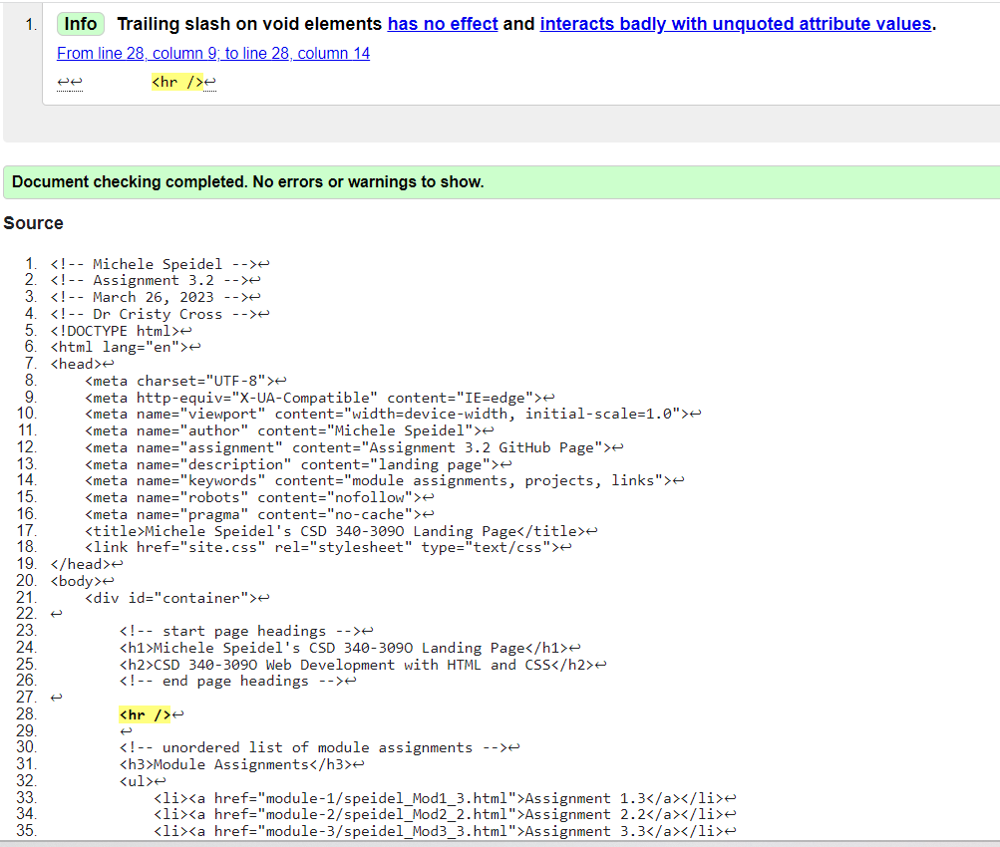 1. Info Trailing slash on void elements has no effect and interacts badly with unquoted attribute values.
From line 28, column 9; to line 28, column 14
↩↩        <hr />↩
Document checking completed. No errors or warnings to show.
Source
1. <!-- Michele Speidel -->↩
2. <!-- Assignment 3.2 -->↩
3. <!-- March 26, 2023 -->↩
4. <!-- Dr Cristy Cross -->↩
5. <!DOCTYPE html>↩
6. <html lang="en">↩
7. <head>↩
8.     <meta charset="UTF-8">↩
9.     <meta http-equiv="X-UA-Compatible" content="IE=edge">↩
10.     <meta name="viewport" content="width=device-width, initial-scale=1.0">↩
11.     <meta name="author" content="Michele Speidel">↩
12.     <meta name="assignment" content="Assignment 3.2 GitHub Page">↩
13.     <meta name="description" content="landing page">↩
14.     <meta name="keywords" content="module assignments, projects, links">↩
15.     <meta name="robots" content="nofollow">↩
16.     <meta name="pragma" content="no-cache">↩
17.     <title>Michele Speidel's CSD 340-309O Landing Page</title>↩
18.     <link href="site.css" rel="stylesheet" type="text/css">↩
19. </head>↩
20. <body>↩
21.     <div id="container">↩
22. ↩
23.         <!-- start page headings -->↩
24.         <h1>Michele Speidel's CSD 340-309O Landing Page</h1>↩
25.         <h2>CSD 340-309O Web Development with HTML and CSS</h2>↩
26.         <!-- end page headings -->↩
27. ↩
28.         <hr />↩
29.         ↩
30.         <!-- unordered list of module assignments -->↩
31.         <h3>Module Assignments</h3>↩
32.         <ul>↩
33.             <li><a href="module-1/speidel_Mod1_3.html">Assignment 1.3</a></li>↩
34.             <li><a href="module-2/speidel_Mod2_2.html">Assignment 2.2</a></li>↩
35.             <li><a href="module-3/speidel_Mod3_3.html">Assignment 3.3</a></li>↩